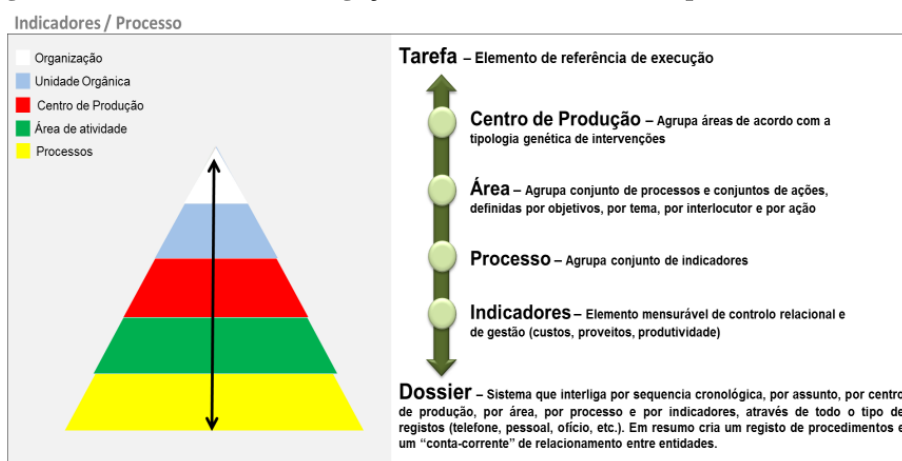 Indicadores / Processo
Organização
Unidade Orgânica
Centro de Produção
Área de atividade
Processos
Tarefa – Elemento de referência de execução
Centro de Produção – Agrupa áreas de acordo com a
tipologia genética de intervenções
Área – Agrupa conjunto de processos e conjuntos de ações,
definidas por objetivos, por tema, por interlocutor e por ação
Processo – Agrupa conjunto de indicadores
Indicadores – Elemento mensurável de controlo relacional e
de gestão (custos, proveitos, produtividade)
Dossier – Sistema que interliga por sequencia cronológica, por assunto, por centro
de produção, por área, por processo e por indicadores, através de todo o tipo de
registos (telefone, pessoal, ofício, etc.). Em resumo cria um registo de procedimentos e
um “conta-corrente” de relacionamento entre entidades.